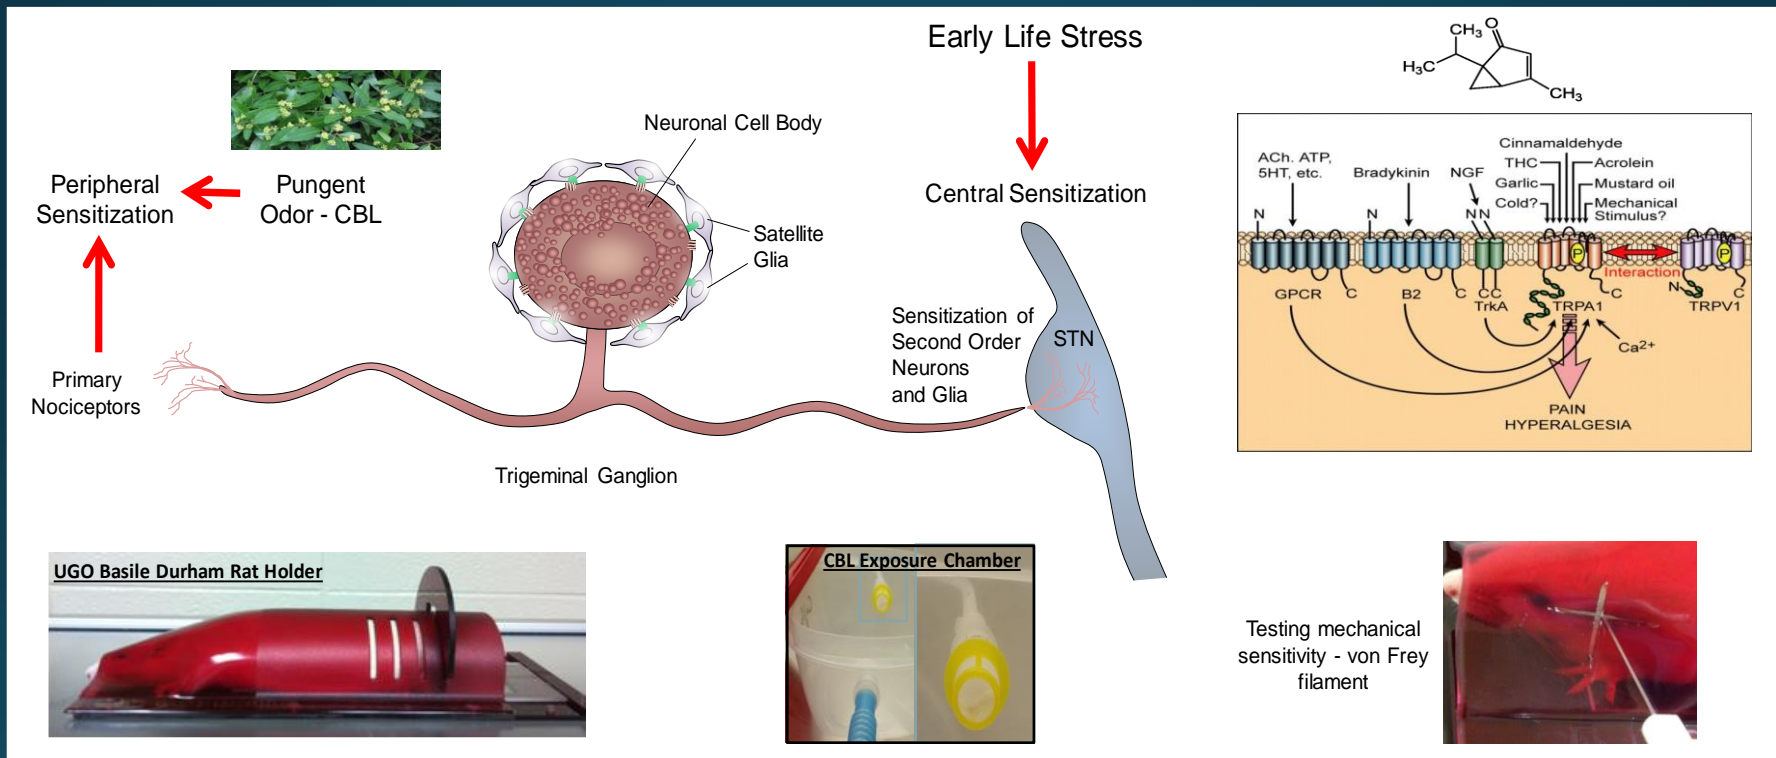 Early Life Stress
Central Sensitization
Pungent
Odor - CBL
Peripheral
Sensitization
Primary
Nociceptors
Neuronal Cell Body
Satellite
Glia
Sensitization of
Second Order
Neurons
and Glia
STN
Trigeminal Ganglion
O
CH3
H3C
CH3
ACh. ATP,
5HT, etc.
Bradykinin
NGF
Cinnamaldehyde
THC
Acrolein
Garlic
Mustard oil
Cold?
Mechanical
Stimulus?
N
N
N N
P
P
Interaction
GPCR
C
B2
C
CC
TrkA
TRPA1
C
N
C
TRPV1
Ca2+
PAIN
HYPERALGESIA
UGO Basile Durham Rat Holder
CBL Exposure Chamber
Testing mechanical
sensitivity - von Frey
filament